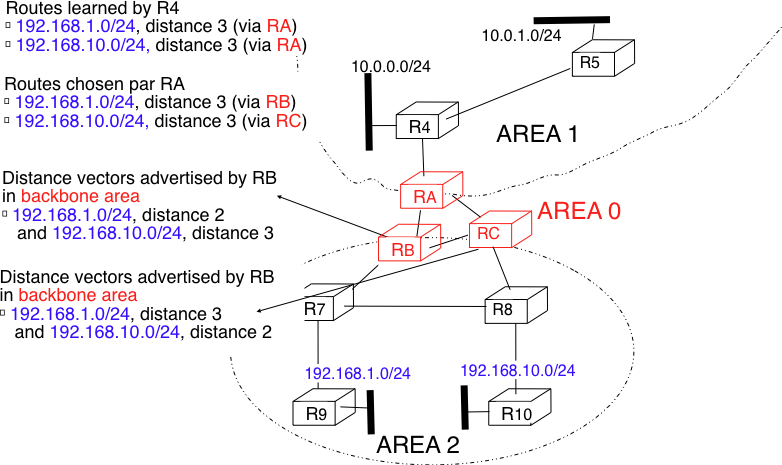 Routes learned by R4
▯ 192.168.1.0/24, distance 3 (via RA)
▯ 192.168.10.0/24, distance 3 (via RA)
Routes chosen par RA
▯ 192.168.1.0/24, distance 3 (via RB)
▯ 192.168.10.0/24, distance 3 (via RC)
Distance vectors advertised by RB
in backbone area
▯ 192.168.1.0/24, distance 2
and 192.168.10.0/24, distance 3
Distance vectors advertised by RB
in backbone area
▯ 192.168.1.0/24, distance 3
and 192.168.10.0/24, distance 2
10.0.1.0/24
R5
10.0.0.0/24
R4
AREA 1
RA
AREA 0
RC
RB
R7
R8
192.168.1.0/24
192.168.10.0/24
R9
R10
AREA 2